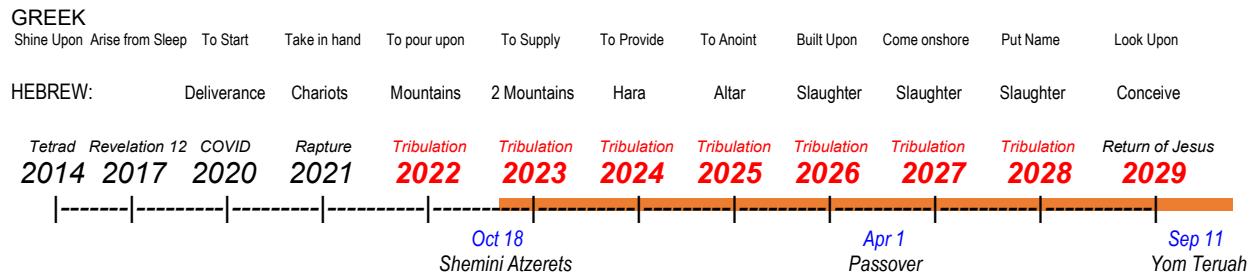 GREEK
Shine Upon Arise from Sleep To Start Take in hand To pour upon To Supply To Provide To Anoint Built Upon Come onshore Put Name Look Upon
HEBREW: Deliverance Chariots Mountains 2 Mountains Hara Altar Slaughter Slaughter Slaughter Conceive
Tetrad Revelation 12 COVID Rapture Tribulation Tribulation Tribulation Tribulation Tribulation Tribulation Tribulation Return of Jesus
2014 2017 2020 2021 2022 2023 2024 2025 2026 2027 2028 2029
Oct 18 Apr 1 Sep 11
Shemini Atzerets Passover Yom Teruah